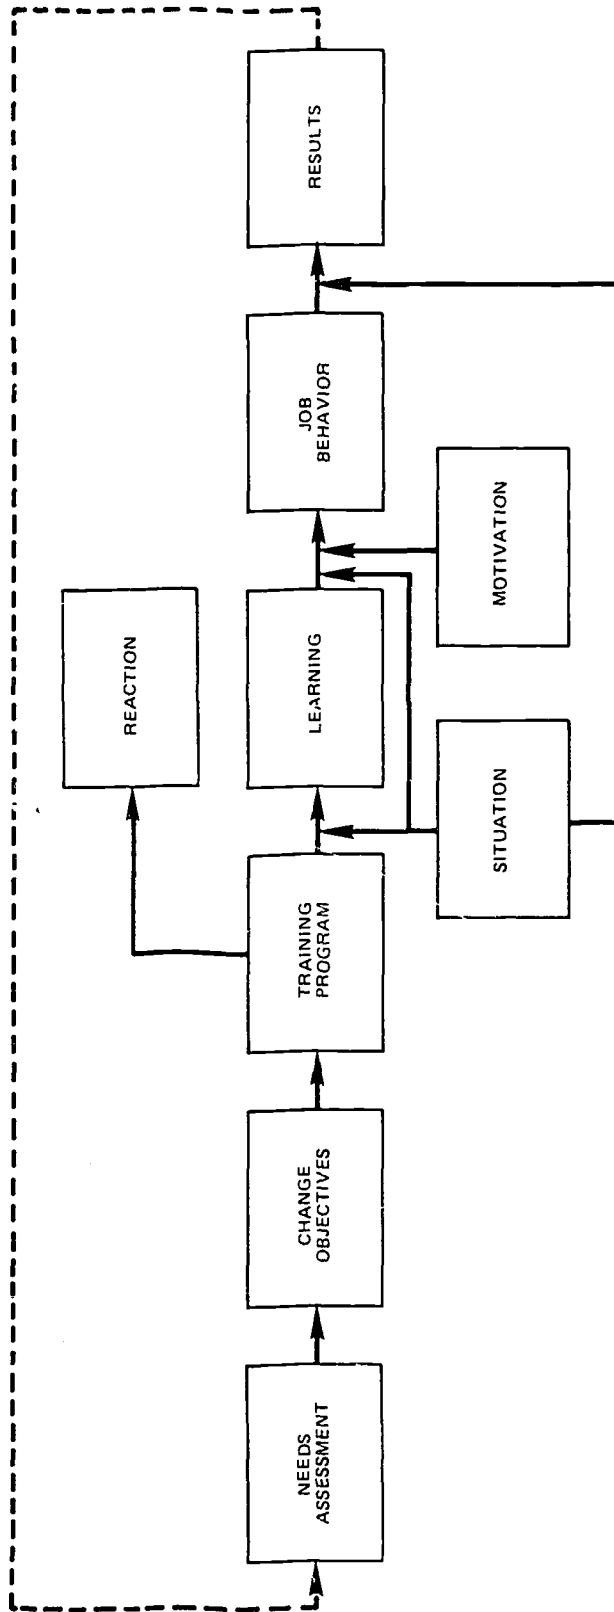 REACTION
NEEDS
ASSESSMENT
CHANGE
OBJECTIVES
TRAINING
PROGRAM
LEARNING
JOB
BEHAVIOR
RESULTS
SITUATION
MOTIVATION